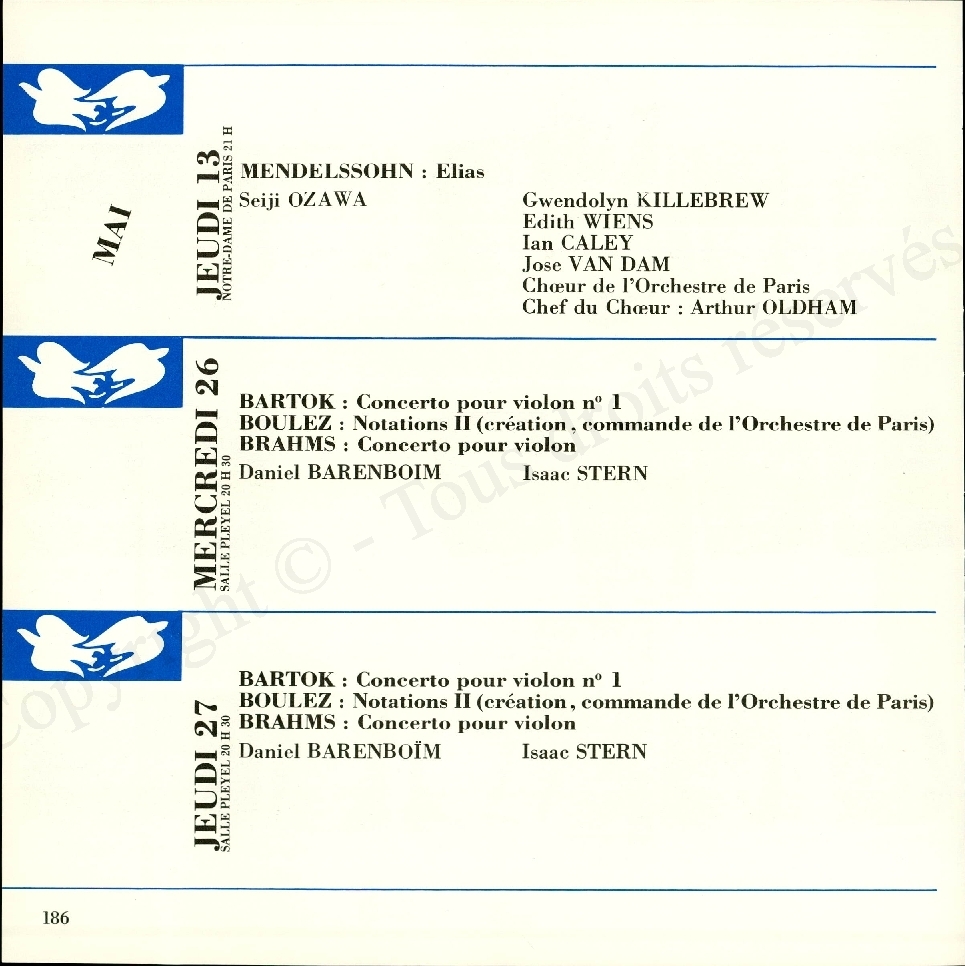 MAI
JEUDI 13
NOTRE-DAME DE PARIS 21 H
MENDELSSOHN : Elias
Seiji OZAWA
Gwendolyn KILLEBREW
Edith WIENS
Ian CALEY
Jose VAN DAM
Chœur de l'Orchestre de Paris
Chef du Chœur : Arthur OLDHAM
MERCREDI 26
SALLE PLEYEL 20 H 30
BARTOK : Concerto pour violon nº 1
BOULEZ : Notations II (création, commande de l'Orchestre de Paris)
BRAHMS : Concerto pour violon
Daniel BARENBOIM
Isaac STERN
JEUDI 27
SALLE PLEYEL 20 H 30
BARTOK : Concerto pour violon nº 1
BOULEZ : Notations II (création, commande de l'Orchestre de Paris)
BRAHMS : Concerto pour violon
Daniel BARENBOÏM
Isaac STERN
186
Copyright © - Tous droits réservés